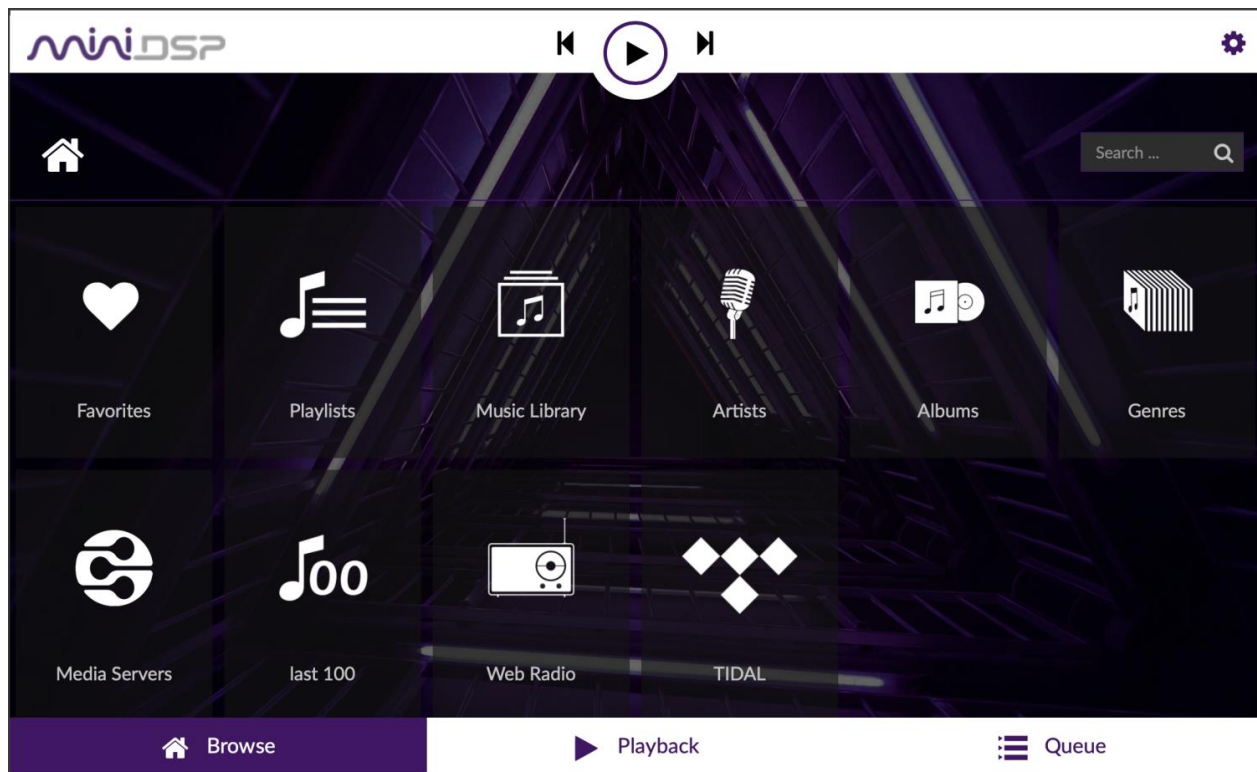 miniDSP
Search ...
Favorites
Playlists
Music Library
Artists
Albums
Genres
Media Servers
last 100
Web Radio
TIDAL
Browse
Playback
Queue